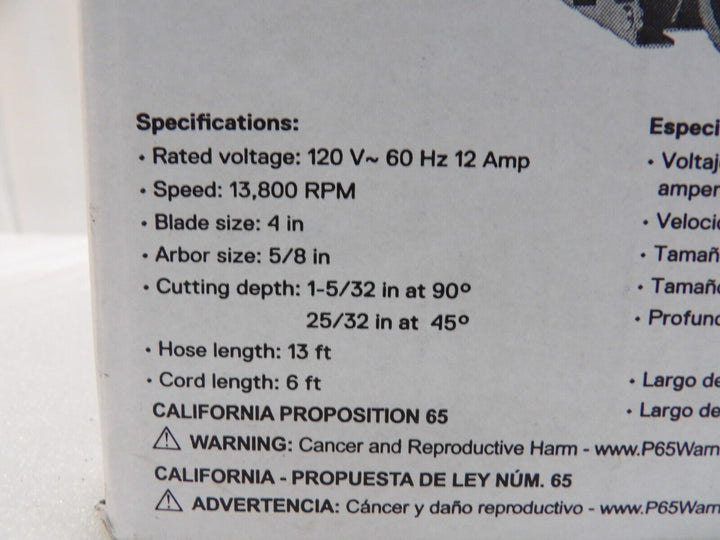 Specifications:
• Rated voltage: 120 V~ 60 Hz 12 Amp
• Speed: 13,800 RPM
• Blade size: 4 in
• Arbor size: 5/8 in
• Cutting depth: 1-5/32 in at 90º
25/32 in at 45º
• Hose length: 13 ft
• Cord length: 6 ft
CALIFORNIA PROPOSITION 65
⚠ WARNING: Cancer and Reproductive Harm - www.P65Warn
CALIFORNIA - PROPUESTA DE LEY NÚM. 65
⚠ ADVERTENCIA: Cáncer y daño reproductivo - www.P65Warn
Especi
• Voltaj
amper
• Veloci
• Tamañ
• Tamañ
• Profund
• Largo de
• Largo de